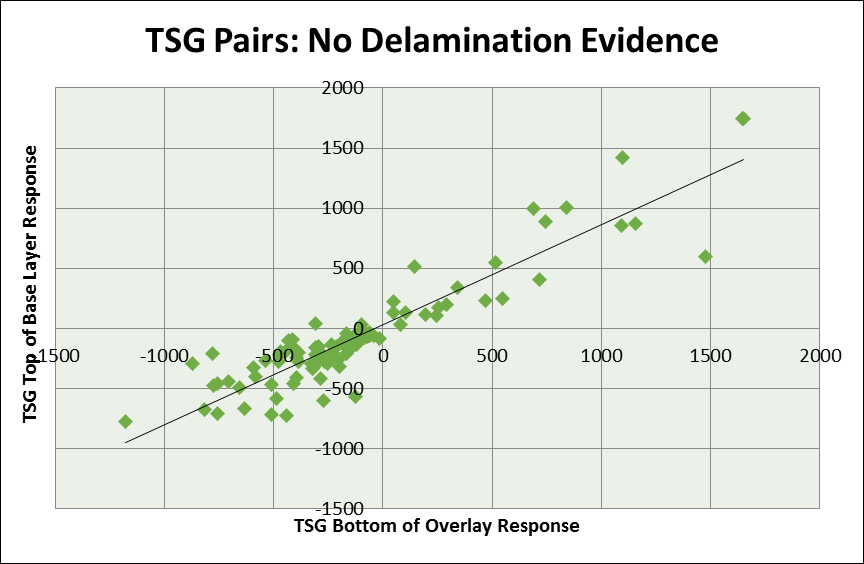 TSG Pairs: No Delamination Evidence
TSG Top of Base Layer Response
2000
1500
1000
500
0
-1500 -1000 -500 0 500 1000 1500 2000
-500
-1000
-1500
TSG Bottom of Overlay Response